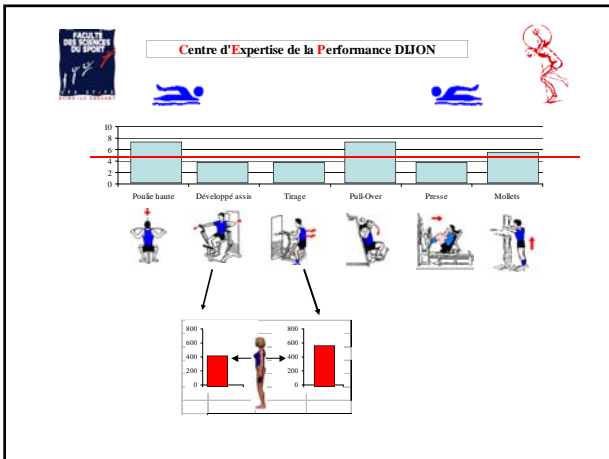 FACULTÉ
DES SCIENCES
DU SPORT
Centre d'Expertise de la Performance DIJON
10
8
6
4
2
0
Poulie haute Développé assis Tirage Pull-Over Presse Mollets
800 800
600 600
400 400
200 200
0 0